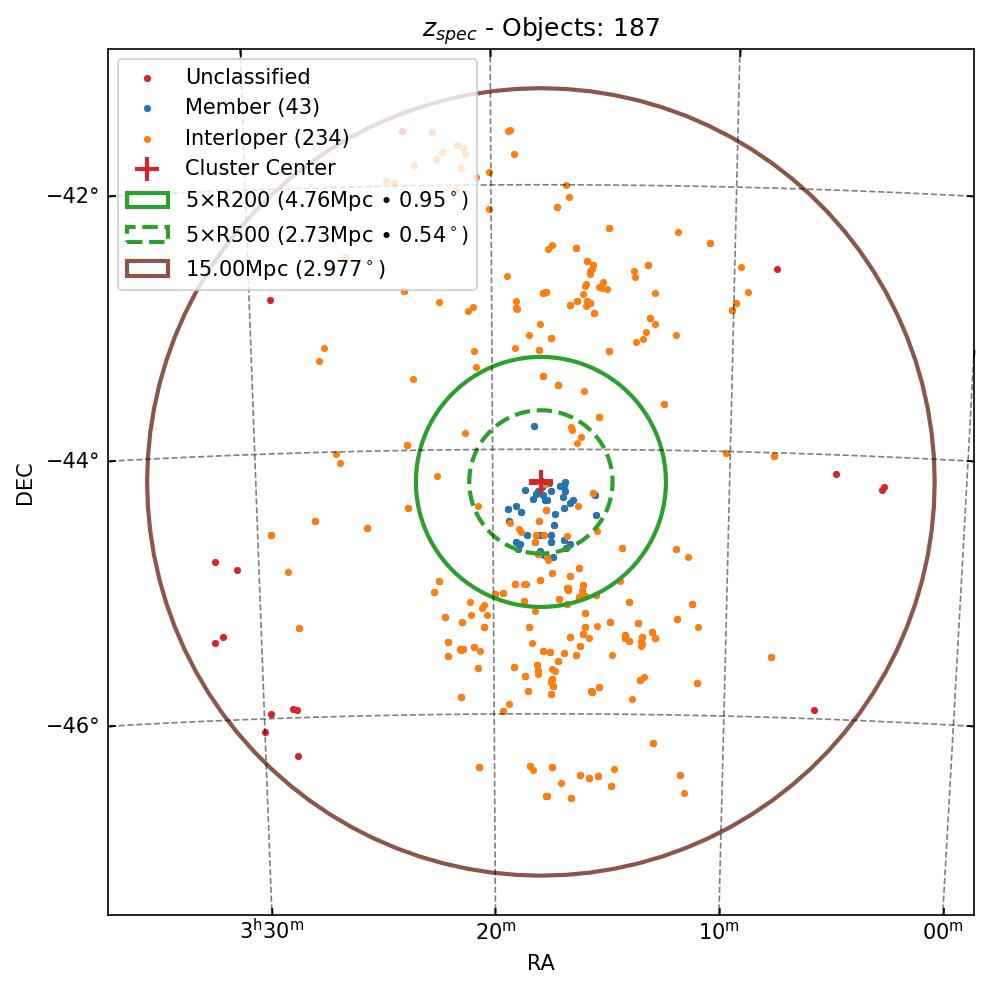 z_spec - Objects: 187
Unclassified
Member (43)
Interloper (234)
Cluster Center
5×R200 (4.76Mpc • 0.95°)
5×R500 (2.73Mpc • 0.54°)
15.00Mpc (2.977°)
−42°
−44°
−46°
DEC
3h30m 20m 10m 00m
RA